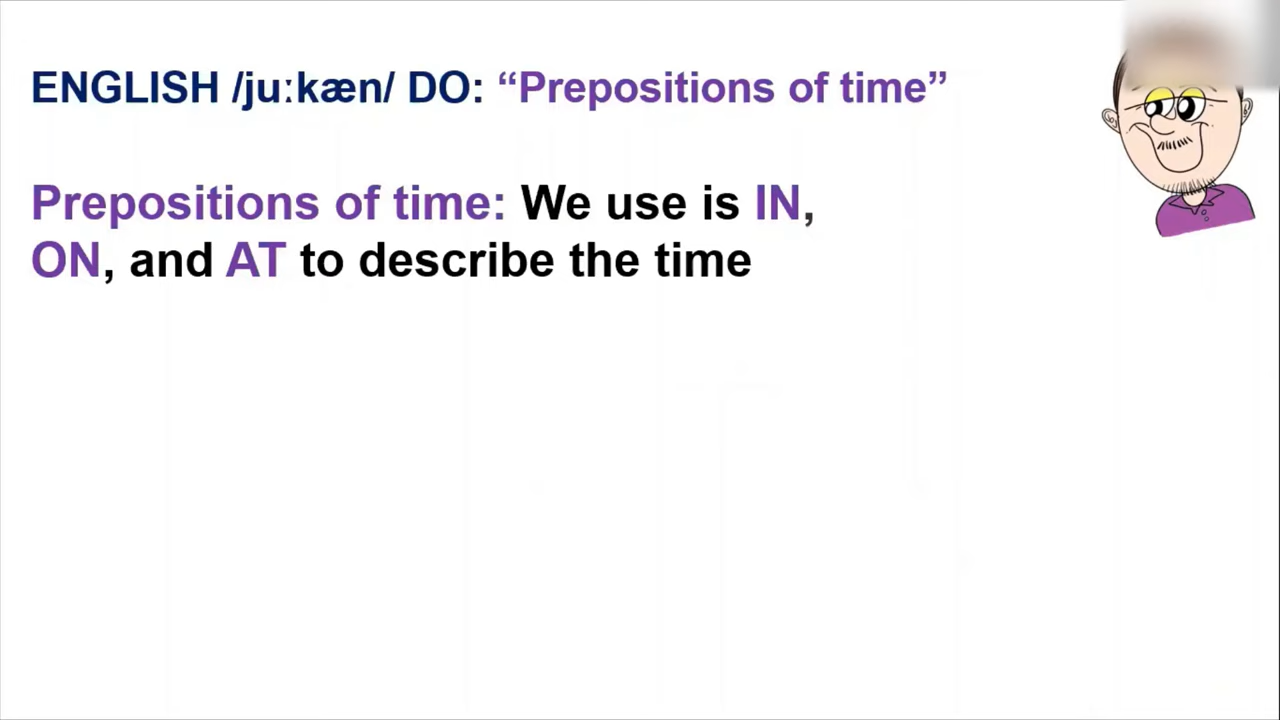 ENGLISH /juːkæn/ DO: “Prepositions of time”
Prepositions of time: We use is IN,
ON, and AT to describe the time